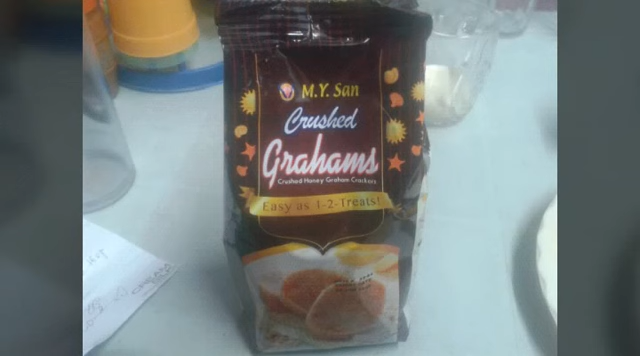 M.Y. San
Crushed
Grahams
Crushed Honey Graham Crackers
Easy as 1-2-Treats!